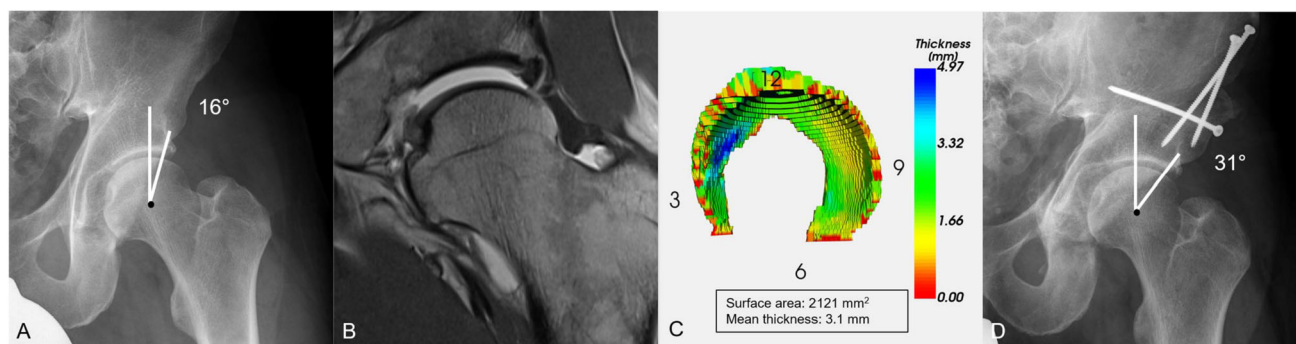 16°
A
B
Thickness
(mm)
4.97
3.32
1.66
0.00
12
9
3
6
Surface area: 2121 mm²
Mean thickness: 3.1 mm
C
31°
D